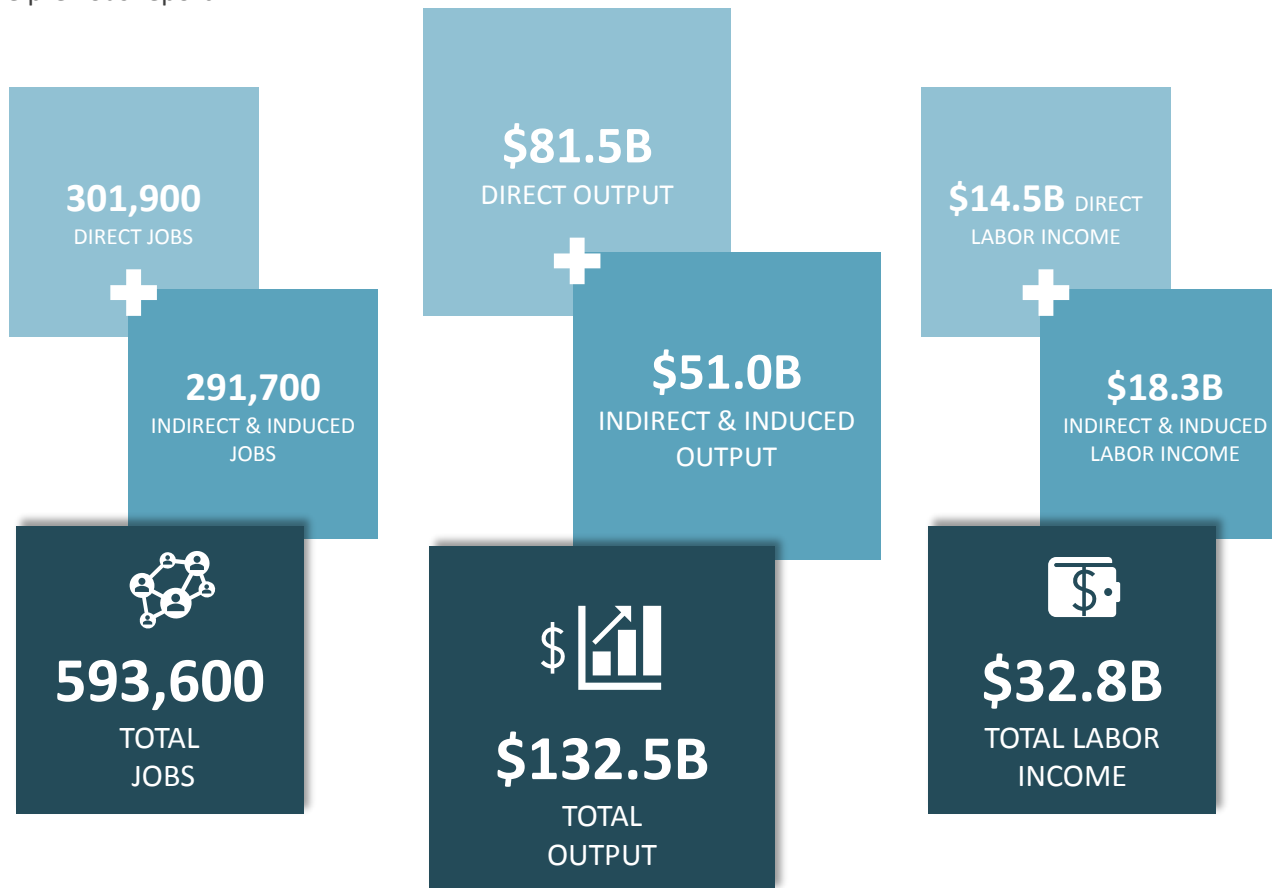 301,900
DIRECT JOBS
291,700
INDIRECT & INDUCED
JOBS
593,600
TOTAL
JOBS
$81.5B
DIRECT OUTPUT
$51.0B
INDIRECT & INDUCED
OUTPUT
$
$132.5B
TOTAL
OUTPUT
$14.5B DIRECT
LABOR INCOME
$18.3B
INDIRECT & INDUCED
LABOR INCOME
$
$32.8B
TOTAL LABOR
INCOME